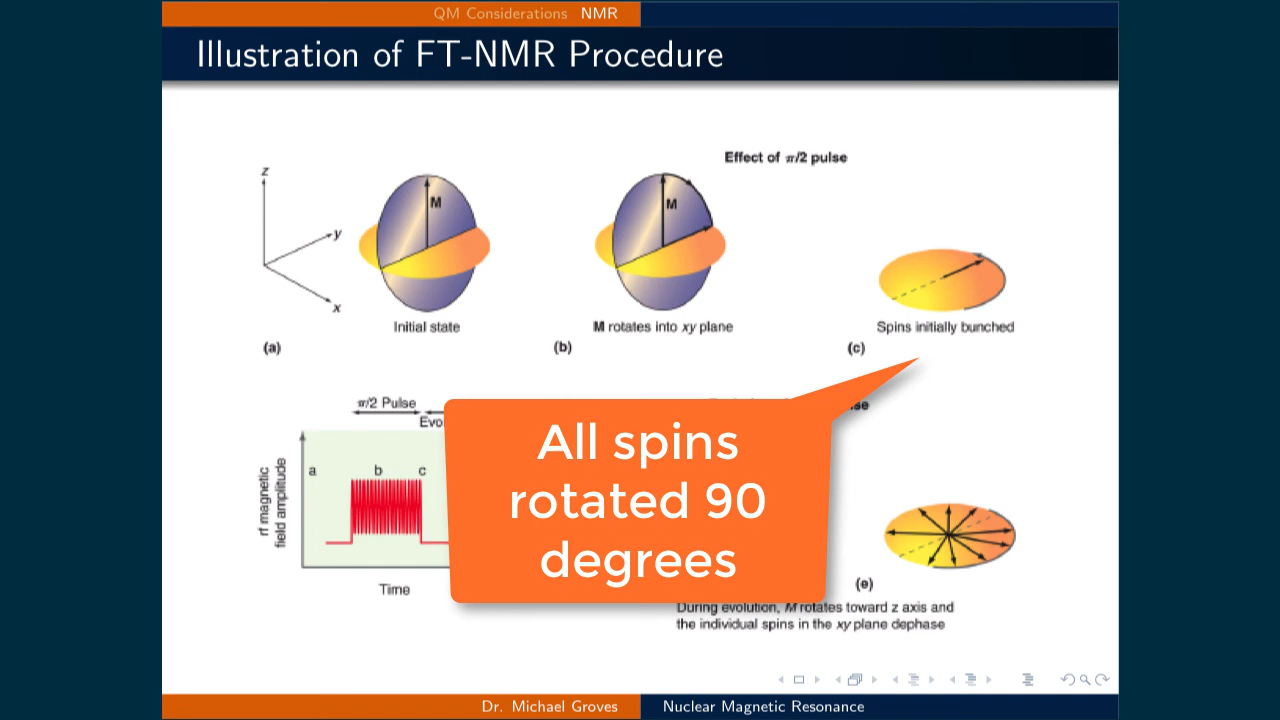 QM Considerations NMR
Illustration of FT-NMR Procedure
Effect of π/2 pulse
z
y
x
M
Initial state
(a)
M
M rotates into xy plane
(b)
Spins initially bunched
(c)
π/2 Pulse
Evo
rf magnetic
field amplitude
a
b
c
Time
All spins
rotated 90
degrees
(e)
During evolution, M rotates toward z axis and
the individual spins in the xy plane dephase
Dr. Michael Groves
Nuclear Magnetic Resonance